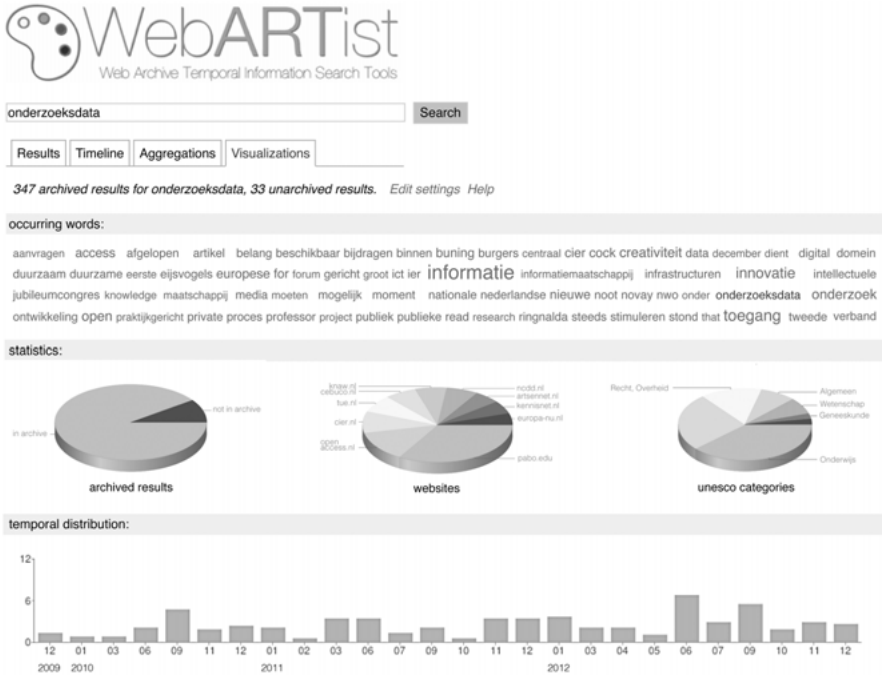 WebARTist
Web Archive Temporal Information Search Tools
onderzoeksdata Search
Results Timeline Aggregations Visualizations
347 archived results for onderzoeksdata, 33 unarchived results. Edit settings Help
occurring words:
aanvragen access afgelopen artikel belang beschikbaar bijdragen binnen buning burgers centraal cier cock creativiteit data december dient digital domein
duurzaam duurzame eerste eijsvogels europese for forum gericht groot ict ier informatie informatiemaatschappij infrastructuren innovatie intellectuele
jubileumcongres knowledge maatschappij media moeten mogelijk moment nationale nederlandse nieuwe noot novay nwo onder onderzoeksdata onderzoek
ontwikkeling open praktijkgericht private proces professor project publiek publieke read research ringnalda steeds stimuleren stond that toegang tweede verband
statistics:
in archive
not in archive
archived results
knaw.nl
cebuco.nl
tue.nl
cier.nl
open
access.nl
ncdd.nl
artsennet.nl
kennisnet.nl
europa-nu.nl
pabo.edu
websites
Recht, Overheid
Algemeen
Wetenschap
Geneeskunde
Onderwijs
unesco categories
temporal distribution:
12
6
0
12 01 03 06 09 11 12 01 02 03 06 07 09 10 11 12 01 03 04 05 06 07 09 10 11 12
2009 2010 2011 2012